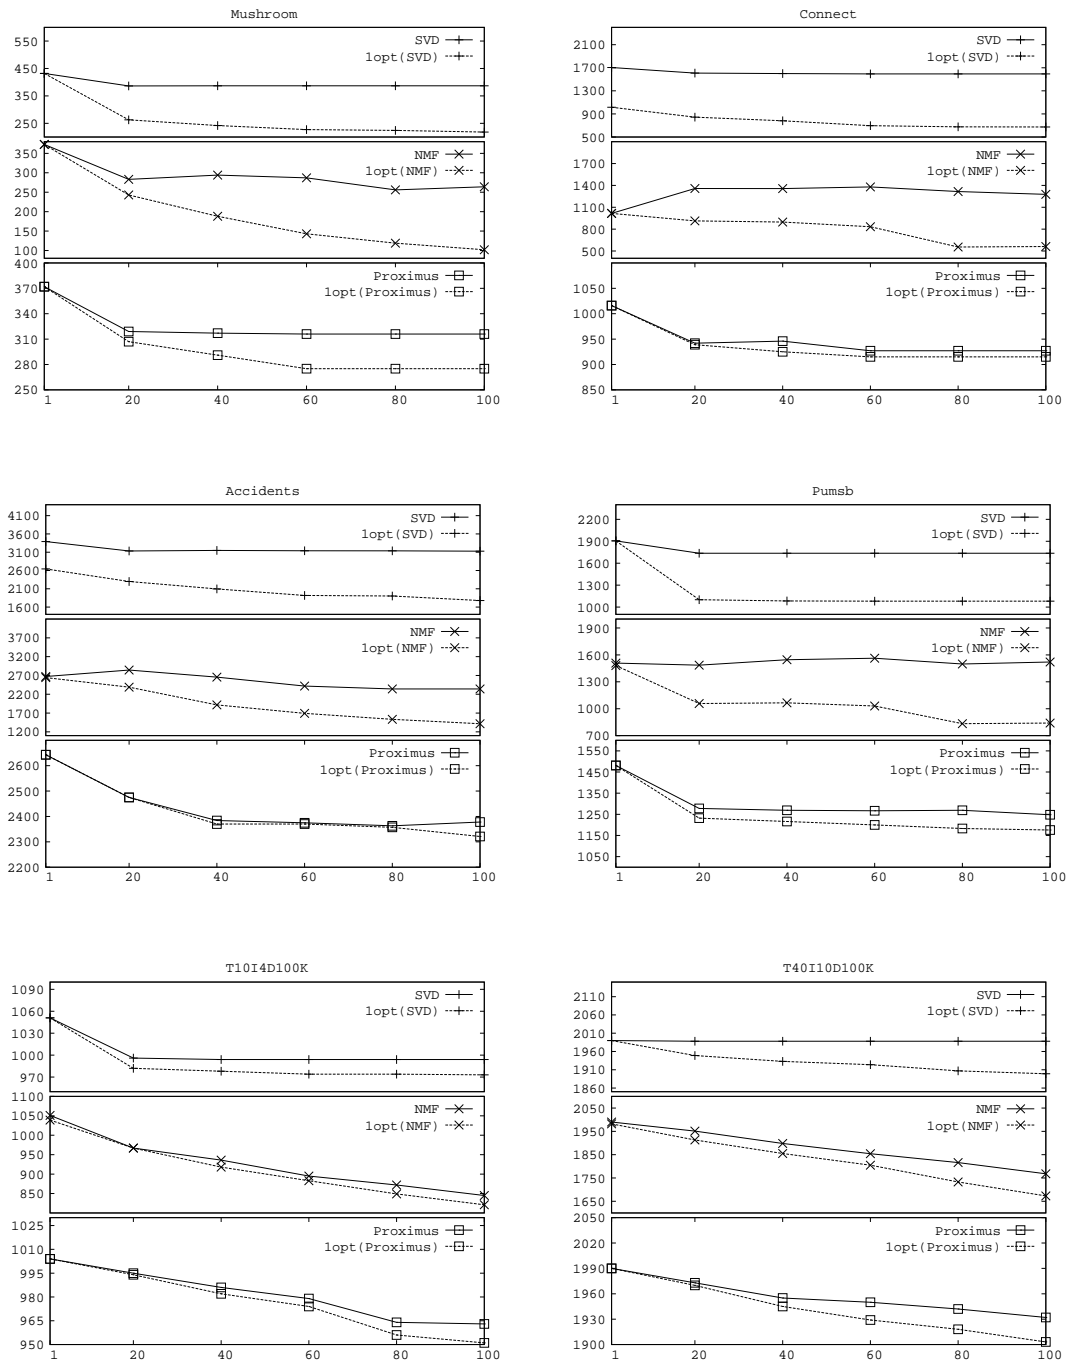 Mushroom
550
450
350
250
SVD
1opt(SVD)
350
300
250
200
150
100
NMF
1opt(NMF)
400
370
340
310
280
250
Proximus
1opt(Proximus)
1 20 40 60 80 100
Connect
2100
1700
1300
900
500
SVD
1opt(SVD)
1700
1400
1100
800
500
NMF
1opt(NMF)
1050
1000
950
900
850
Proximus
1opt(Proximus)
1 20 40 60 80 100
Accidents
4100
3600
3100
2600
2100
1600
SVD
1opt(SVD)
3700
3200
2700
2200
1700
1200
NMF
1opt(NMF)
2600
2500
2400
2300
2200
Proximus
1opt(Proximus)
1 20 40 60 80 100
Pumsb
2200
1900
1600
1300
1000
SVD
1opt(SVD)
1900
1600
1300
1000
700
NMF
1opt(NMF)
1550
1450
1350
1250
1150
1050
Proximus
1opt(Proximus)
1 20 40 60 80 100
T10I4D100K
1090
1060
1030
1000
970
SVD
1opt(SVD)
1100
1050
1000
950
900
850
NMF
1opt(NMF)
1025
1010
995
980
965
950
Proximus
1opt(Proximus)
1 20 40 60 80 100
T40I10D100K
2110
2060
2010
1960
1910
1860
SVD
1opt(SVD)
2050
1950
1850
1750
1650
NMF
1opt(NMF)
2050
2020
1990
1960
1930
1900
Proximus
1opt(Proximus)
1 20 40 60 80 100